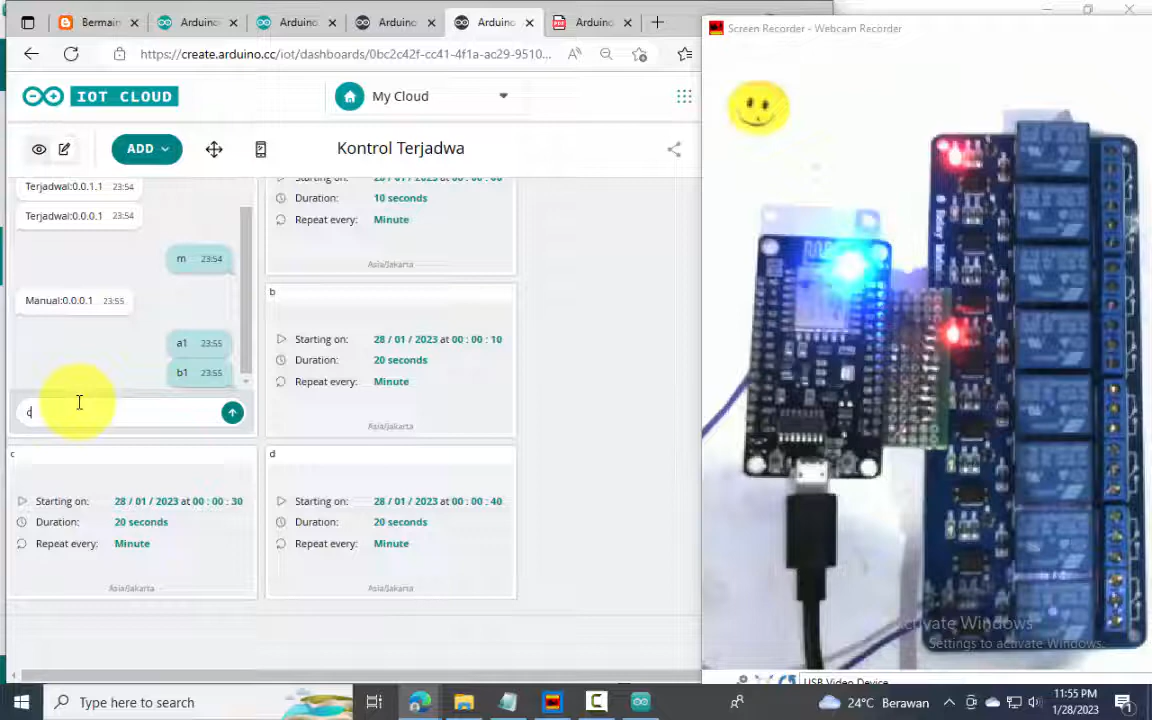 Bermain
Arduino
Arduino
Arduino
Arduino
Arduino
Screen Recorder - Webcam Recorder
https://create.arduino.cc/iot/dashboards/0bc2c42f-cc41-4f1a-ac29-9510...
IOT CLOUD
My Cloud
ADD
Kontrol Terjadwa
Terjadwal:0.0.1.1 23:54
Terjadwal:0.0.0.1 23:54
m 23:54
Manual:0.0.0.1 23:55
a1 23:55
b1 23:55
c
Duration: 10 seconds
Repeat every: Minute
Asia/Jakarta
b
Starting on: 28 / 01 / 2023 at 00 : 00 : 10
Duration: 20 seconds
Repeat every: Minute
Asia/Jakarta
c
Starting on: 28 / 01 / 2023 at 00 : 00 : 30
Duration: 20 seconds
Repeat every: Minute
Asia/Jakarta
d
Starting on: 28 / 01 / 2023 at 00 : 00 : 40
Duration: 20 seconds
Repeat every: Minute
Asia/Jakarta
Activate Windows
Settings to activate Windows.
USB Video Device
Type here to search
24°C Berawan
11:55 PM
1/28/2023